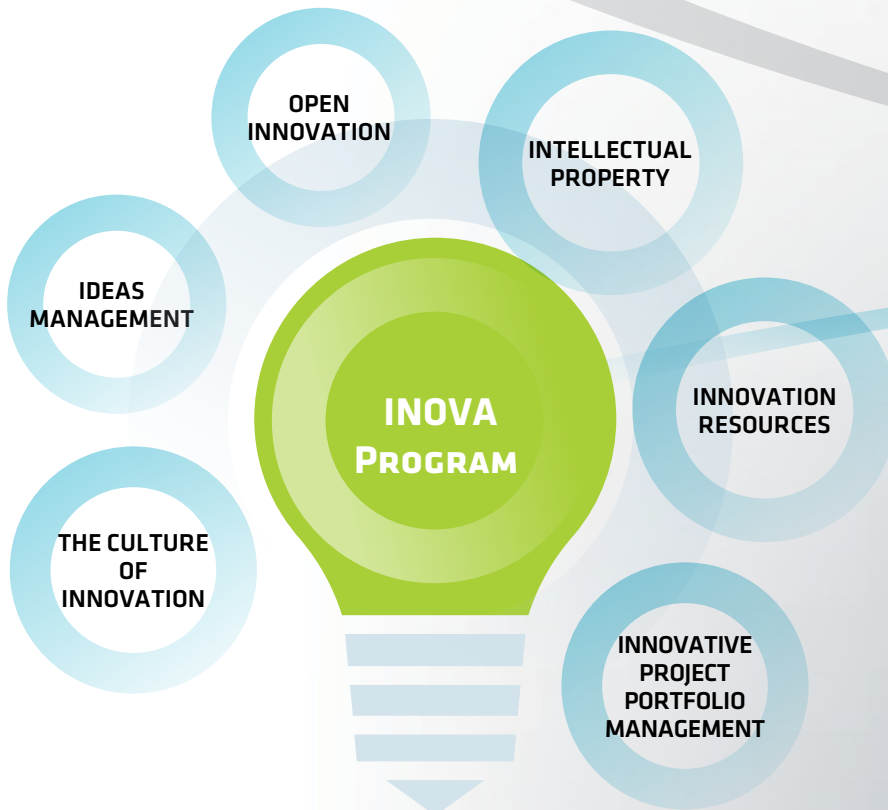 OPEN
INNOVATION
INTELLECTUAL
PROPERTY
IDEAS
MANAGEMENT
INNOVATION
RESOURCES
INOVA
PROGRAM
THE CULTURE
OF
INNOVATION
INNOVATIVE
PROJECT
PORTFOLIO
MANAGEMENT